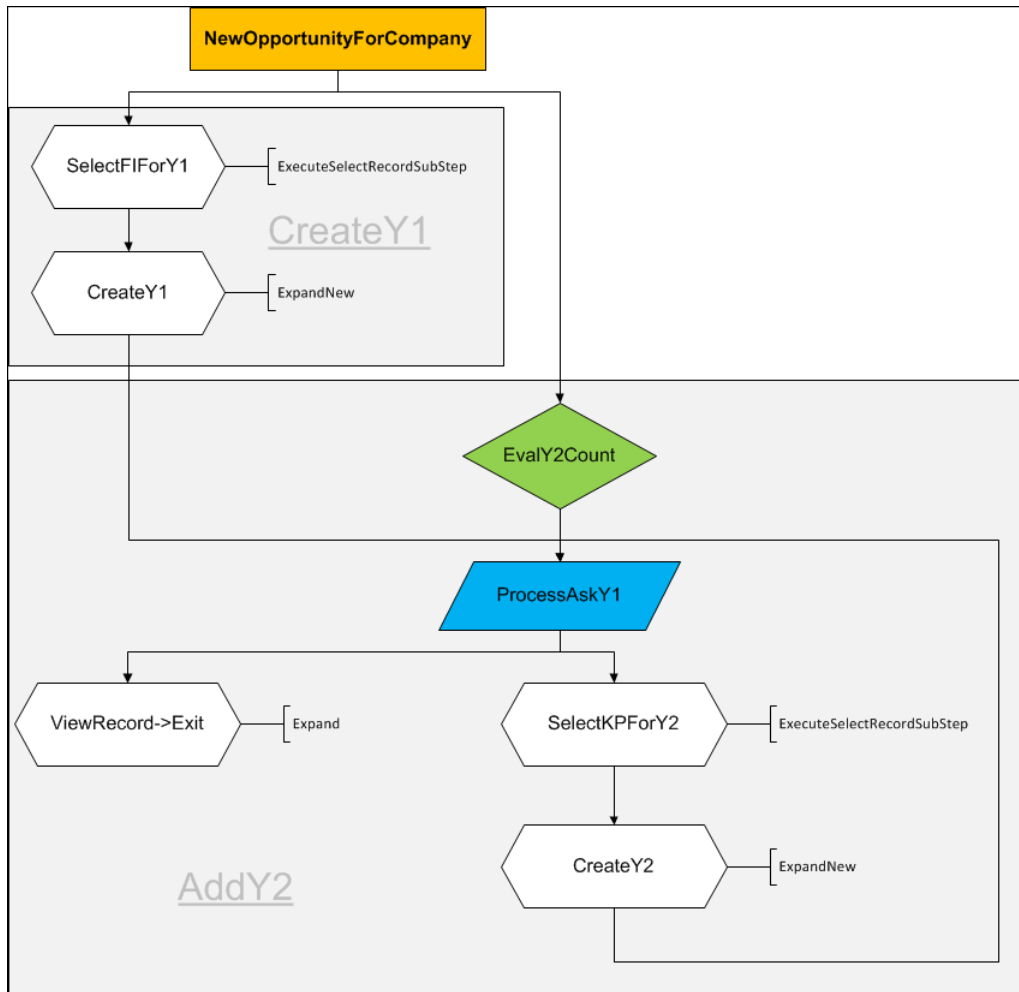 NewOpportunityForCompany
SelectFIForY1
ExecuteSelectRecordSubStep
CreateY1
CreateY1
ExpandNew
EvalY2Count
ProcessAskY1
ViewRecord->Exit
Expand
SelectKPForY2
ExecuteSelectRecordSubStep
CreateY2
ExpandNew
AddY2